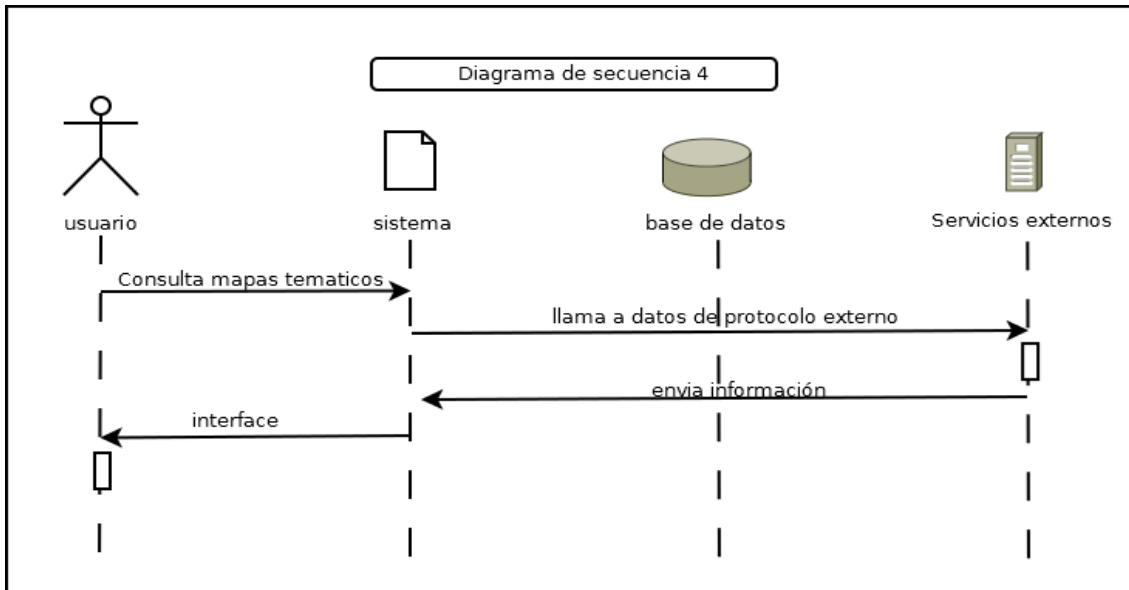 Diagrama de secuencia 4
usuario
sistema
base de datos
Servicios externos
Consulta mapas tematicos
llama a datos de protocolo externo
envia información
interface